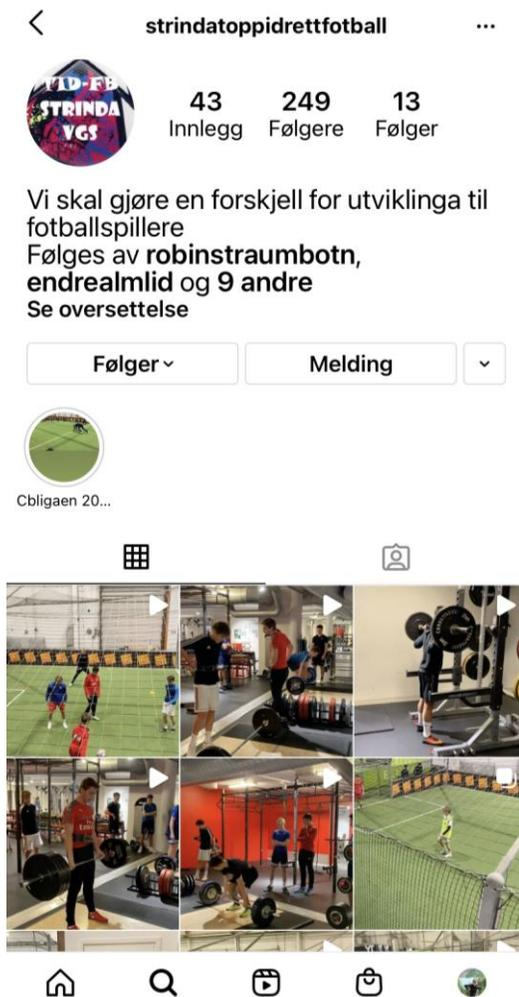 strindatoppidrettfotball
TID-FB
STRINDA
VGS
43
Innlegg
249
Følgere
13
Følger
Vi skal gjøre en forskjell for utviklinga til
fotballspillere
Følges av robinstraumbotn,
endrealmlid og 9 andre
Se oversettelse
Følger
Melding
Cbligaen 20...